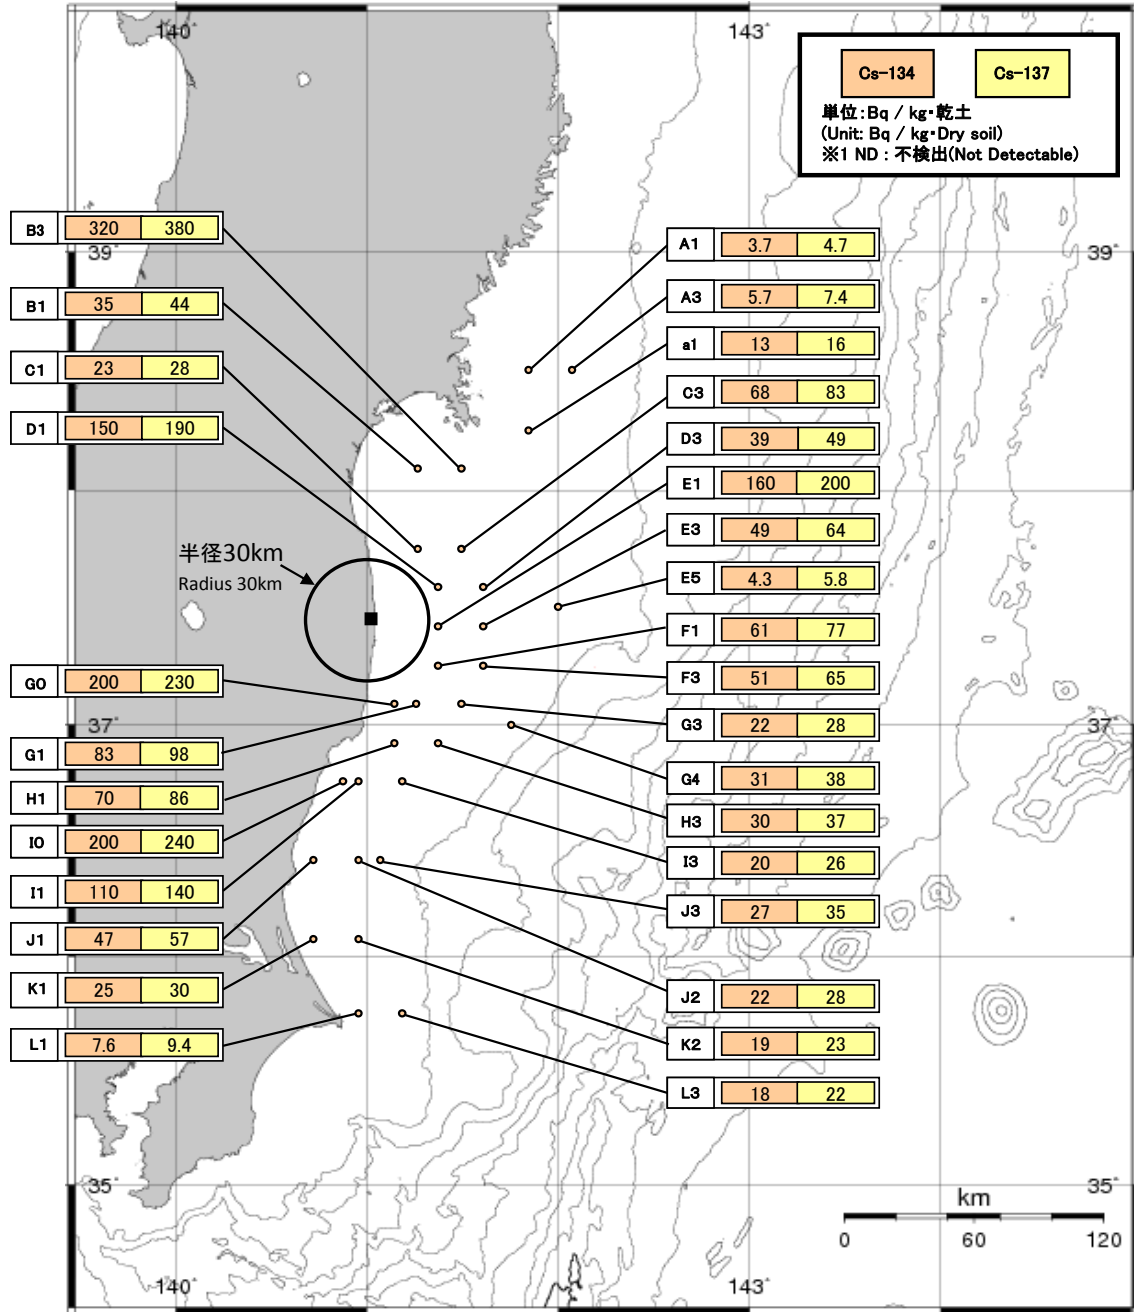 140°
143°
Cs-134
Cs-137
単位:Bq / kg・乾土
(Unit: Bq / kg・Dry soil)
※1 ND : 不検出(Not Detectable)
B3 320 380
39°
39°
B1 35 44
C1 23 28
D1 150 190
A1 3.7 4.7
A3 5.7 7.4
a1 13 16
C3 68 83
D3 39 49
E1 160 200
E3 49 64
E5 4.3 5.8
F1 61 77
F3 51 65
G3 22 28
G4 31 38
H3 30 37
I3 20 26
J3 27 35
J2 22 28
K2 19 23
L3 18 22
半径30km
Radius 30km
G0 200 230
37°
37°
G1 83 98
H1 70 86
I0 200 240
I1 110 140
J1 47 57
K1 25 30
L1 7.6 9.4
35°
35°
km
0 60 120
140°
143°